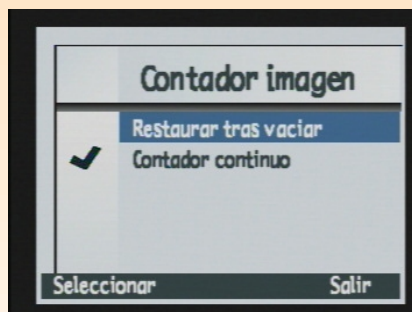 Contador imagen
Restaurar tras vaciar
Contador continuo
Seleccionar Salir